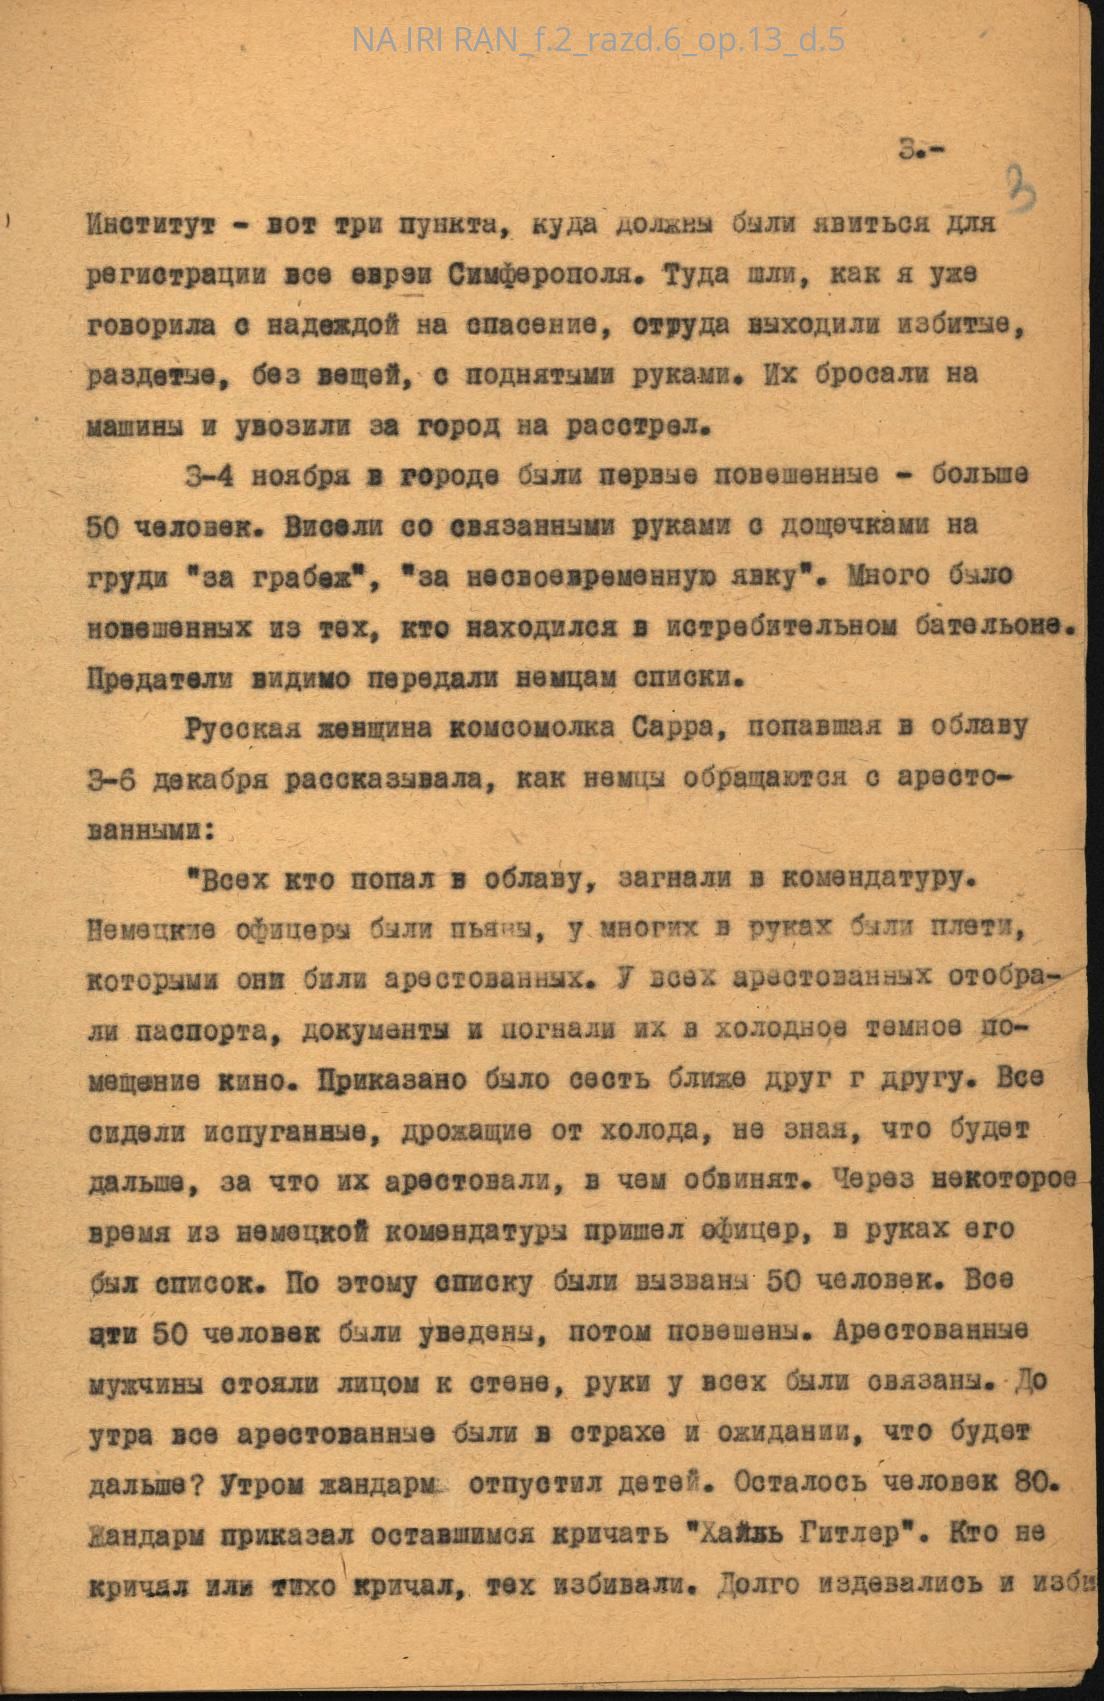 NA IRI RAN_f.2_razd.6_op.13_d.5
3.-
3
Институт - вот три пункта, куда должны были явиться для
регистрации все евреи Симферополя. Туда шли, как я уже
говорила с надеждой на спасение, оттуда выходили избитые,
раздетые, без вещей, с поднятыми руками. Их бросали на
машины и увозили за город на расстрел.
3-4 ноября в городе были первые повешенные - больше
50 человек. Висели со связанными руками с дощечками на
груди "за грабеж", "за несвоевременную явку". Много было
новешенных из тех, кто находился в истребительном бательоне.
Предатели видимо передали немцам списки.
Русская женщина комсомолка Сарра, попавшая в облаву
3-6 декабря рассказывала, как немцы обращаются с аресто-
ванными:
"Всех кто попал в облаву, загнали в комендатуру.
Немецкие офицеры были пьяны, у многих в руках были плети,
которыми они били арестованных. У всех арестованных отобра-
ли паспорта, документы и погнали их в холодное темное по-
мещение кино. Приказано было сесть ближе друг г другу. Все
сидели испуганные, дрожащие от холода, не зная, что будет
дальше, за что их арестовали, в чем обвинят. Через некоторое
время из немецкой комендатуры пришел офицер, в руках его
был список. По этому списку были вызваны 50 человек. Все
эти 50 человек были уведены, потом повешены. Арестованные
мужчины стояли лицом к стене, руки у всех были связаны. До
утра все арестованные были в страхе и ожидании, что будет
дальше? Утром жандарм отпустил детей. Осталось человек 80.
Жандарм приказал оставшимся кричать "Хайль Гитлер". Кто не
кричал или тихо кричал, тех избивали. Долго издевались и изби